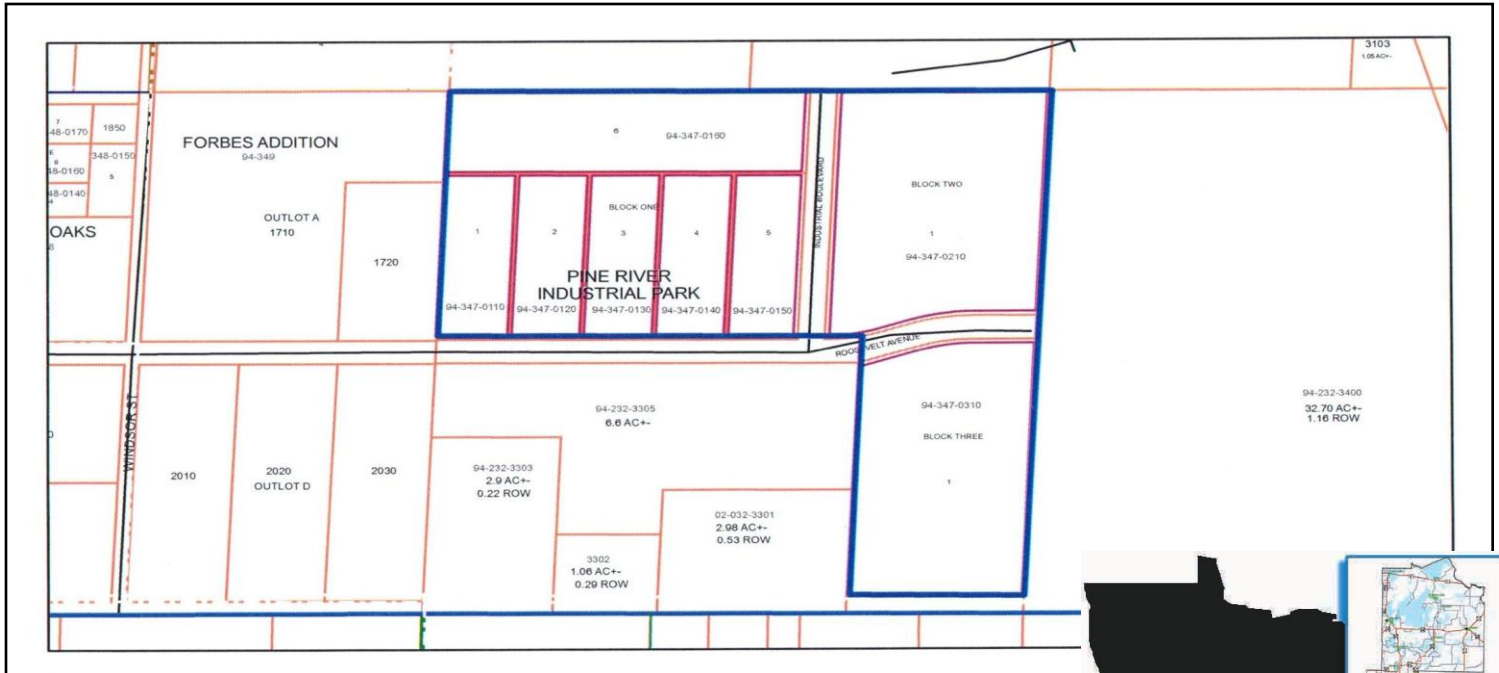 3103
1.05 AC+-
7
48-0170
1850
E
8
348-0150
48-0160
5
48-0140
4
OAKS
FORBES ADDITION
94-349
OUTLOT A
1710
1720
6
94-347-0160
BLOCK ONE
1
2
3
4
5
PINE RIVER
INDUSTRIAL PARK
94-347-0110
94-347-0120
94-347-0130
94-347-0140
94-347-0150
INDUSTRIAL BOULEVARD
BLOCK TWO
1
94-347-0210
ROOSEVELT AVENUE
WINDSOR ST
2010
2020
OUTLOT D
2030
94-232-3305
6.6 AC+-
94-232-3303
2.9 AC+-
0.22 ROW
3302
1.06 AC+-
0.29 ROW
02-032-3301
2.98 AC+-
0.53 ROW
94-347-0310
BLOCK THREE
1
94-232-3400
32.70 AC+-
1.16 ROW